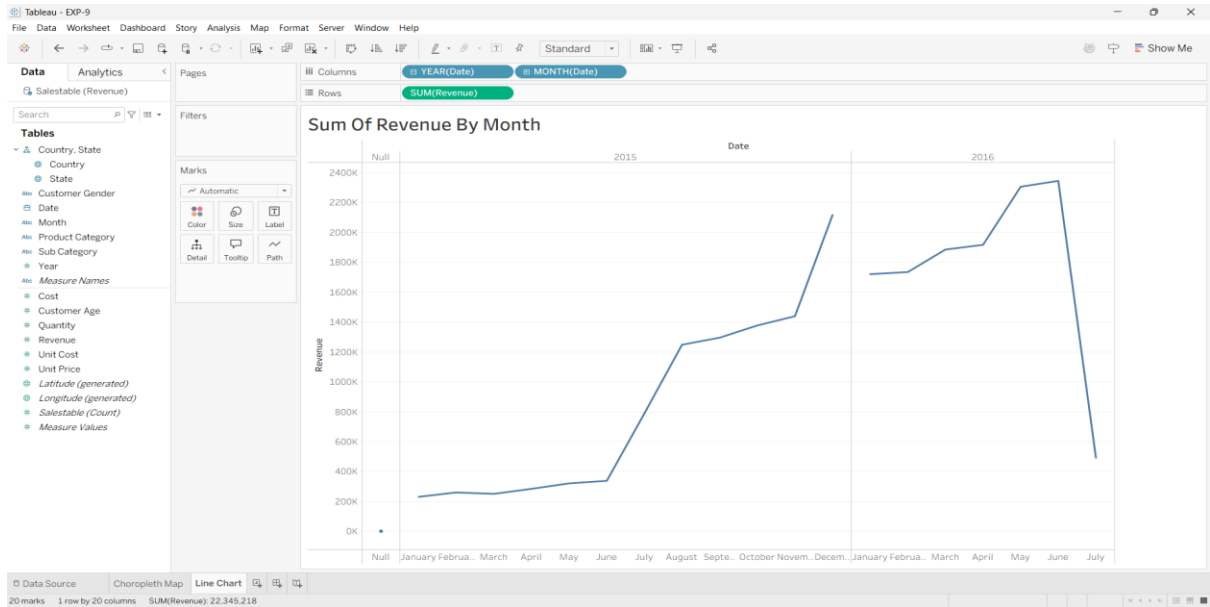 Tableau - EXP-9
File Data Worksheet Dashboard Story Analysis Map Format Server Window Help
Standard
Show Me
Data Analytics
Salestable (Revenue)
Search
Tables
Country, State
Country
State
Abc Customer Gender
Date
Abc Month
Abc Product Category
Abc Sub Category
# Year
Abc Measure Names
# Cost
# Customer Age
# Quantity
# Revenue
# Unit Cost
# Unit Price
Latitude (generated)
Longitude (generated)
# Salestable (Count)
# Measure Values
Pages
Filters
Marks
Automatic
Color Size Label
Detail Tooltip Path
Columns YEAR(Date) MONTH(Date)
Rows SUM(Revenue)
Sum Of Revenue By Month
Date
Null 2015 2016
2400K
2200K
2000K
1800K
1600K
1400K
1200K
1000K
800K
600K
400K
200K
0K
Revenue
Null January Februa.. March April May June July August Septe.. October Novem.. Decem.. January Februa.. March April May June July
Data Source Choropleth Map Line Chart
20 marks 1 row by 20 columns SUM(Revenue): 22,345,218